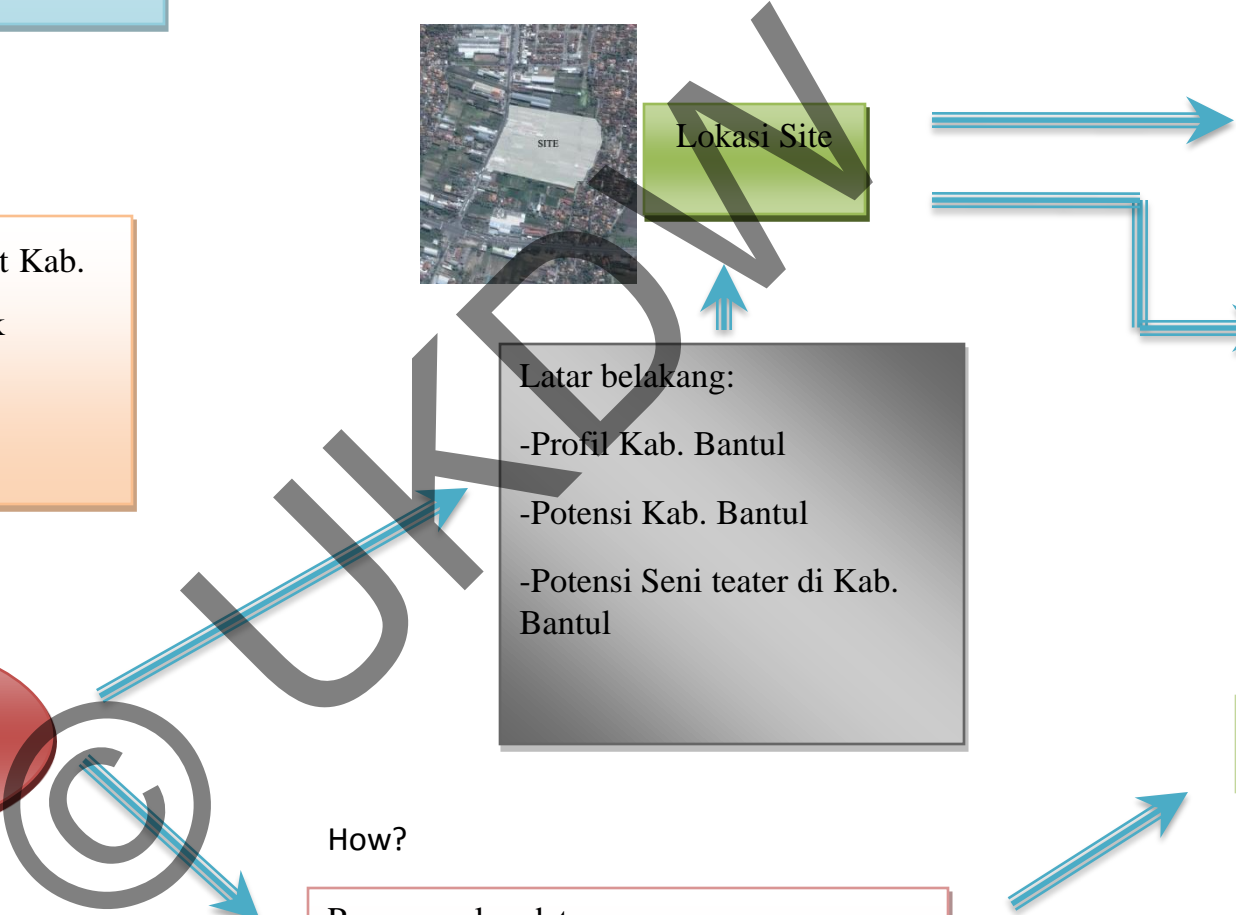 SITE
Lokasi Site
t Kab.
k
Latar belakang:
-Profil Kab. Bantul
-Potensi Kab. Bantul
-Potensi Seni teater di Kab.
Bantul
How?
© UKDW